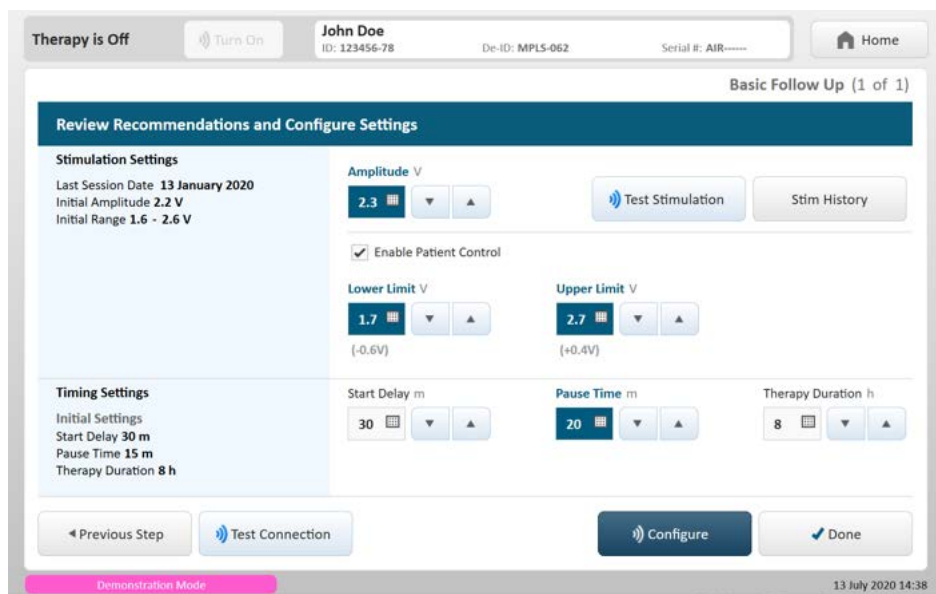 Therapy is Off
Turn On
John Doe
ID: 123456-78 De-ID: MPLS-062 Serial #: AIR------
Home
Basic Follow Up (1 of 1)
Review Recommendations and Configure Settings
Stimulation Settings
Last Session Date 13 January 2020
Initial Amplitude 2.2 V
Initial Range 1.6 - 2.6 V
Amplitude V
2.3
Test Stimulation
Stim History
Enable Patient Control
Lower Limit V
Upper Limit V
1.7
2.7
(-0.6V)
(+0.4V)
Timing Settings
Initial Settings
Start Delay 30 m
Pause Time 15 m
Therapy Duration 8 h
Start Delay m
Pause Time m
Therapy Duration h
30
20
8
Previous Step
Test Connection
Configure
Done
Demonstration Mode
13 July 2020 14:38